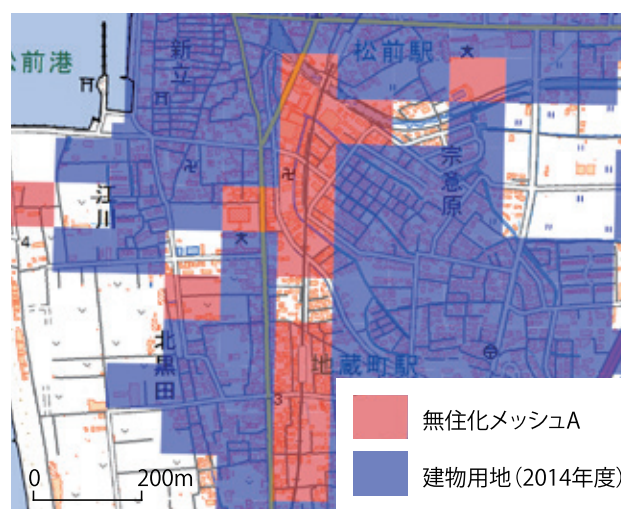 松前港
新立
松前駅
宗意原
江川
4
北黒田
3
地蔵町駅
無住化メッシュA
建物用地(2014年度)
0 200m